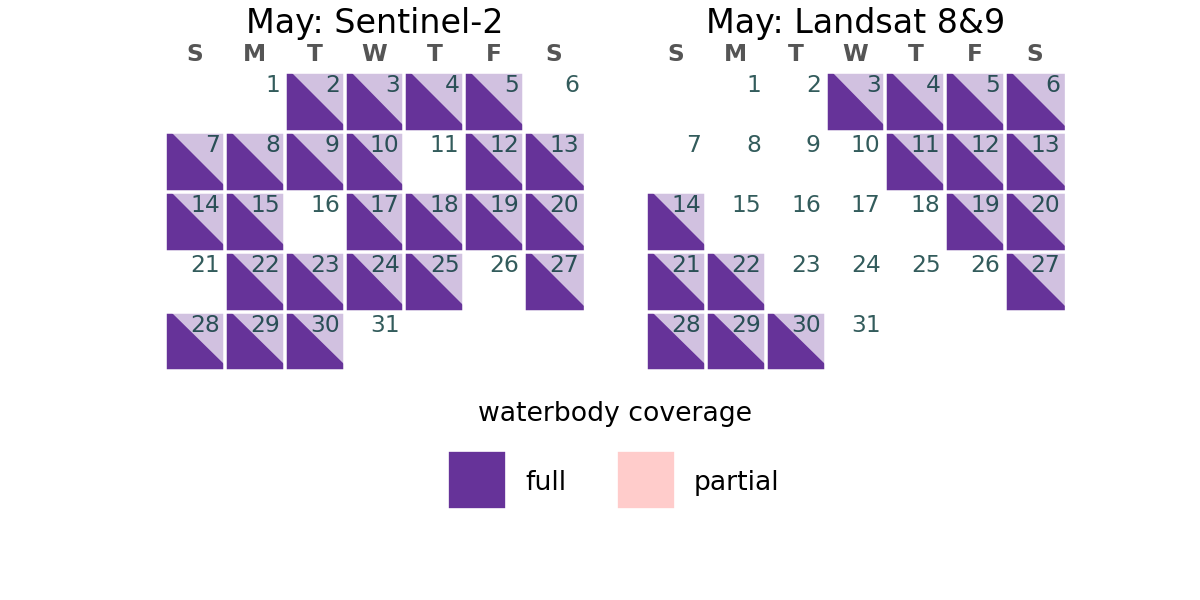 May: Sentinel-2
S M T W T F S
1 2 3 4 5 6
7 8 9 10 11 12 13
14 15 16 17 18 19 20
21 22 23 24 25 26 27
28 29 30 31
May: Landsat 8&9
S M T W T F S
1 2 3 4 5 6
7 8 9 10 11 12 13
14 15 16 17 18 19 20
21 22 23 24 25 26 27
28 29 30 31
waterbody coverage
full partial